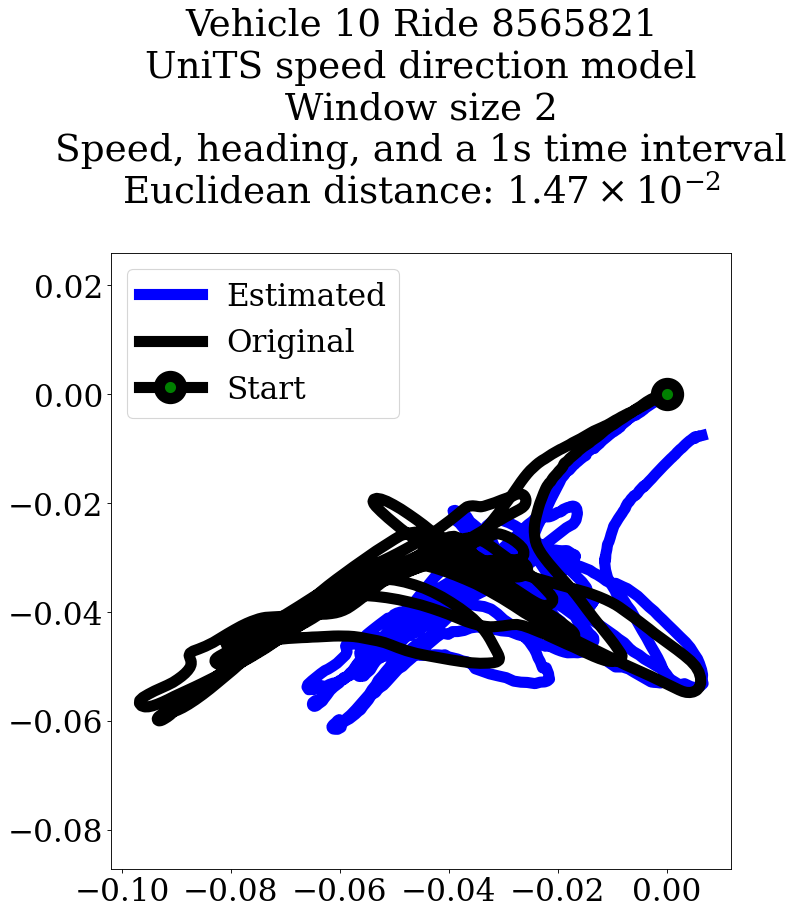 Vehicle 10 Ride 8565821
UniTS speed direction model
Window size 2
Speed, heading, and a 1s time interval
Euclidean distance: 1.47 × 10⁻²
Estimated
Original
Start
0.02
0.00
−0.02
−0.04
−0.06
−0.08
−0.10 −0.08 −0.06 −0.04 −0.02 0.00